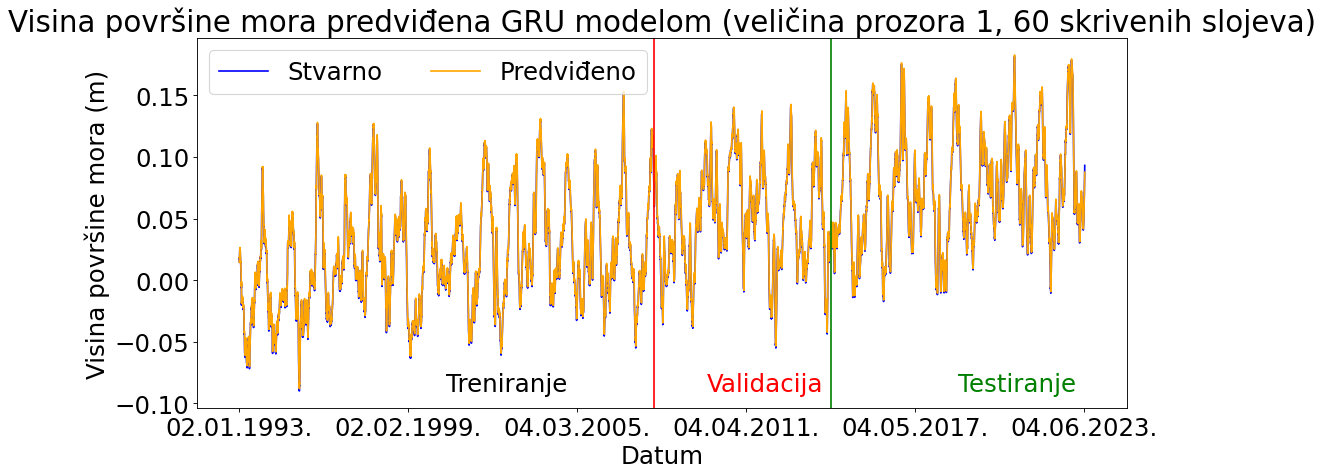 Visina površine mora predviđena GRU modelom (veličina prozora 1, 60 skrivenih slojeva)
Stvarno Predviđeno
Visina površine mora (m)
0.15
0.10
0.05
0.00
−0.05
−0.10
Treniranje Validacija Testiranje
02.01.1993. 02.02.1999. 04.03.2005. 04.04.2011. 04.05.2017. 04.06.2023.
Datum